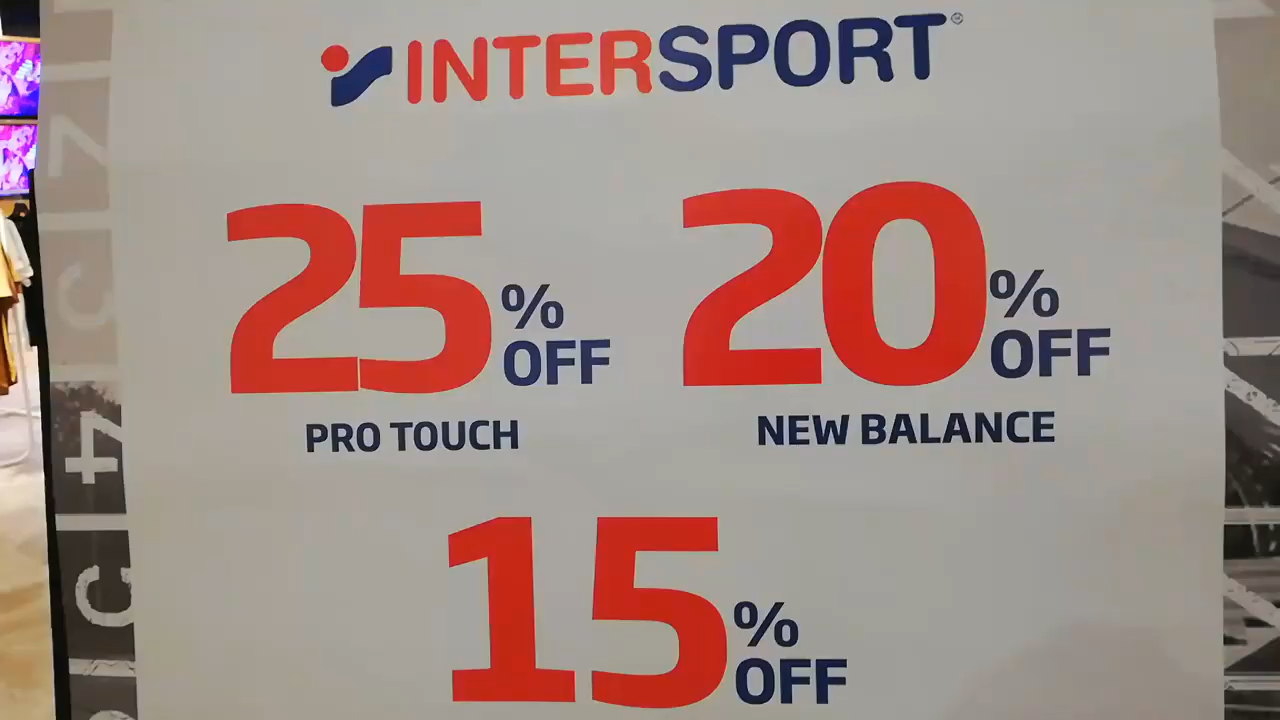 INTERSPORT
25% OFF
PRO TOUCH
20% OFF
NEW BALANCE
15% OFF